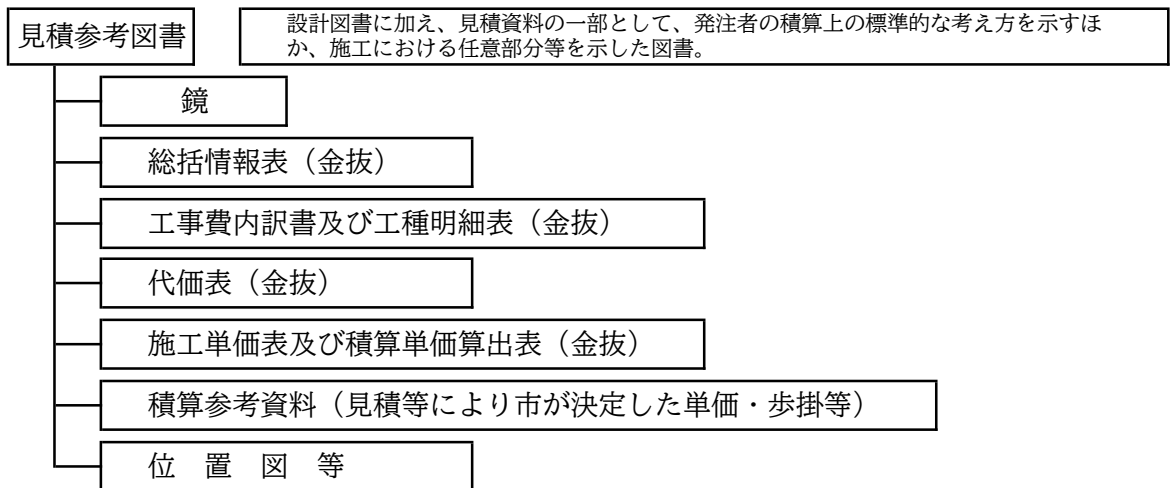 見積参考図書
設計図書に加え、見積資料の一部として、発注者の積算上の標準的な考え方を示すほ
か、施工における任意部分等を示した図書。
鏡
総括情報表（金抜）
工事費内訳書及び工種明細表（金抜）
代価表（金抜）
施工単価表及び積算単価算出表（金抜）
積算参考資料（見積等により市が決定した単価・歩掛等）
位　置　図　等